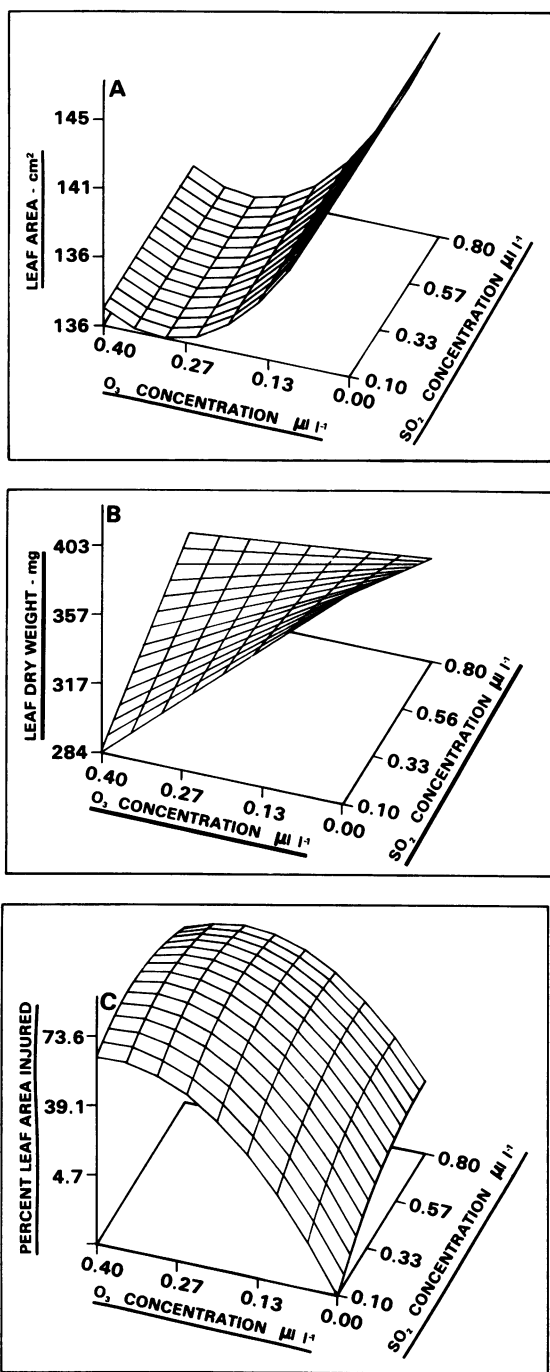 A
145
141
136
136
LEAF AREA - cm²
0.40
0.27
0.13
0.00
O₃ CONCENTRATION µl l⁻¹
0.10
0.33
0.57
0.80
SO₂ CONCENTRATION µl l⁻¹
B
403
357
317
284
LEAF DRY WEIGHT - mg
0.40
0.27
0.13
0.00
O₃ CONCENTRATION µl l⁻¹
0.10
0.33
0.56
0.80
SO₂ CONCENTRATION µl l⁻¹
C
73.6
39.1
4.7
PERCENT LEAF AREA INJURED
0.40
0.27
0.13
0.00
O₃ CONCENTRATION µl l⁻¹
0.10
0.33
0.57
0.80
SO₂ CONCENTRATION µl l⁻¹